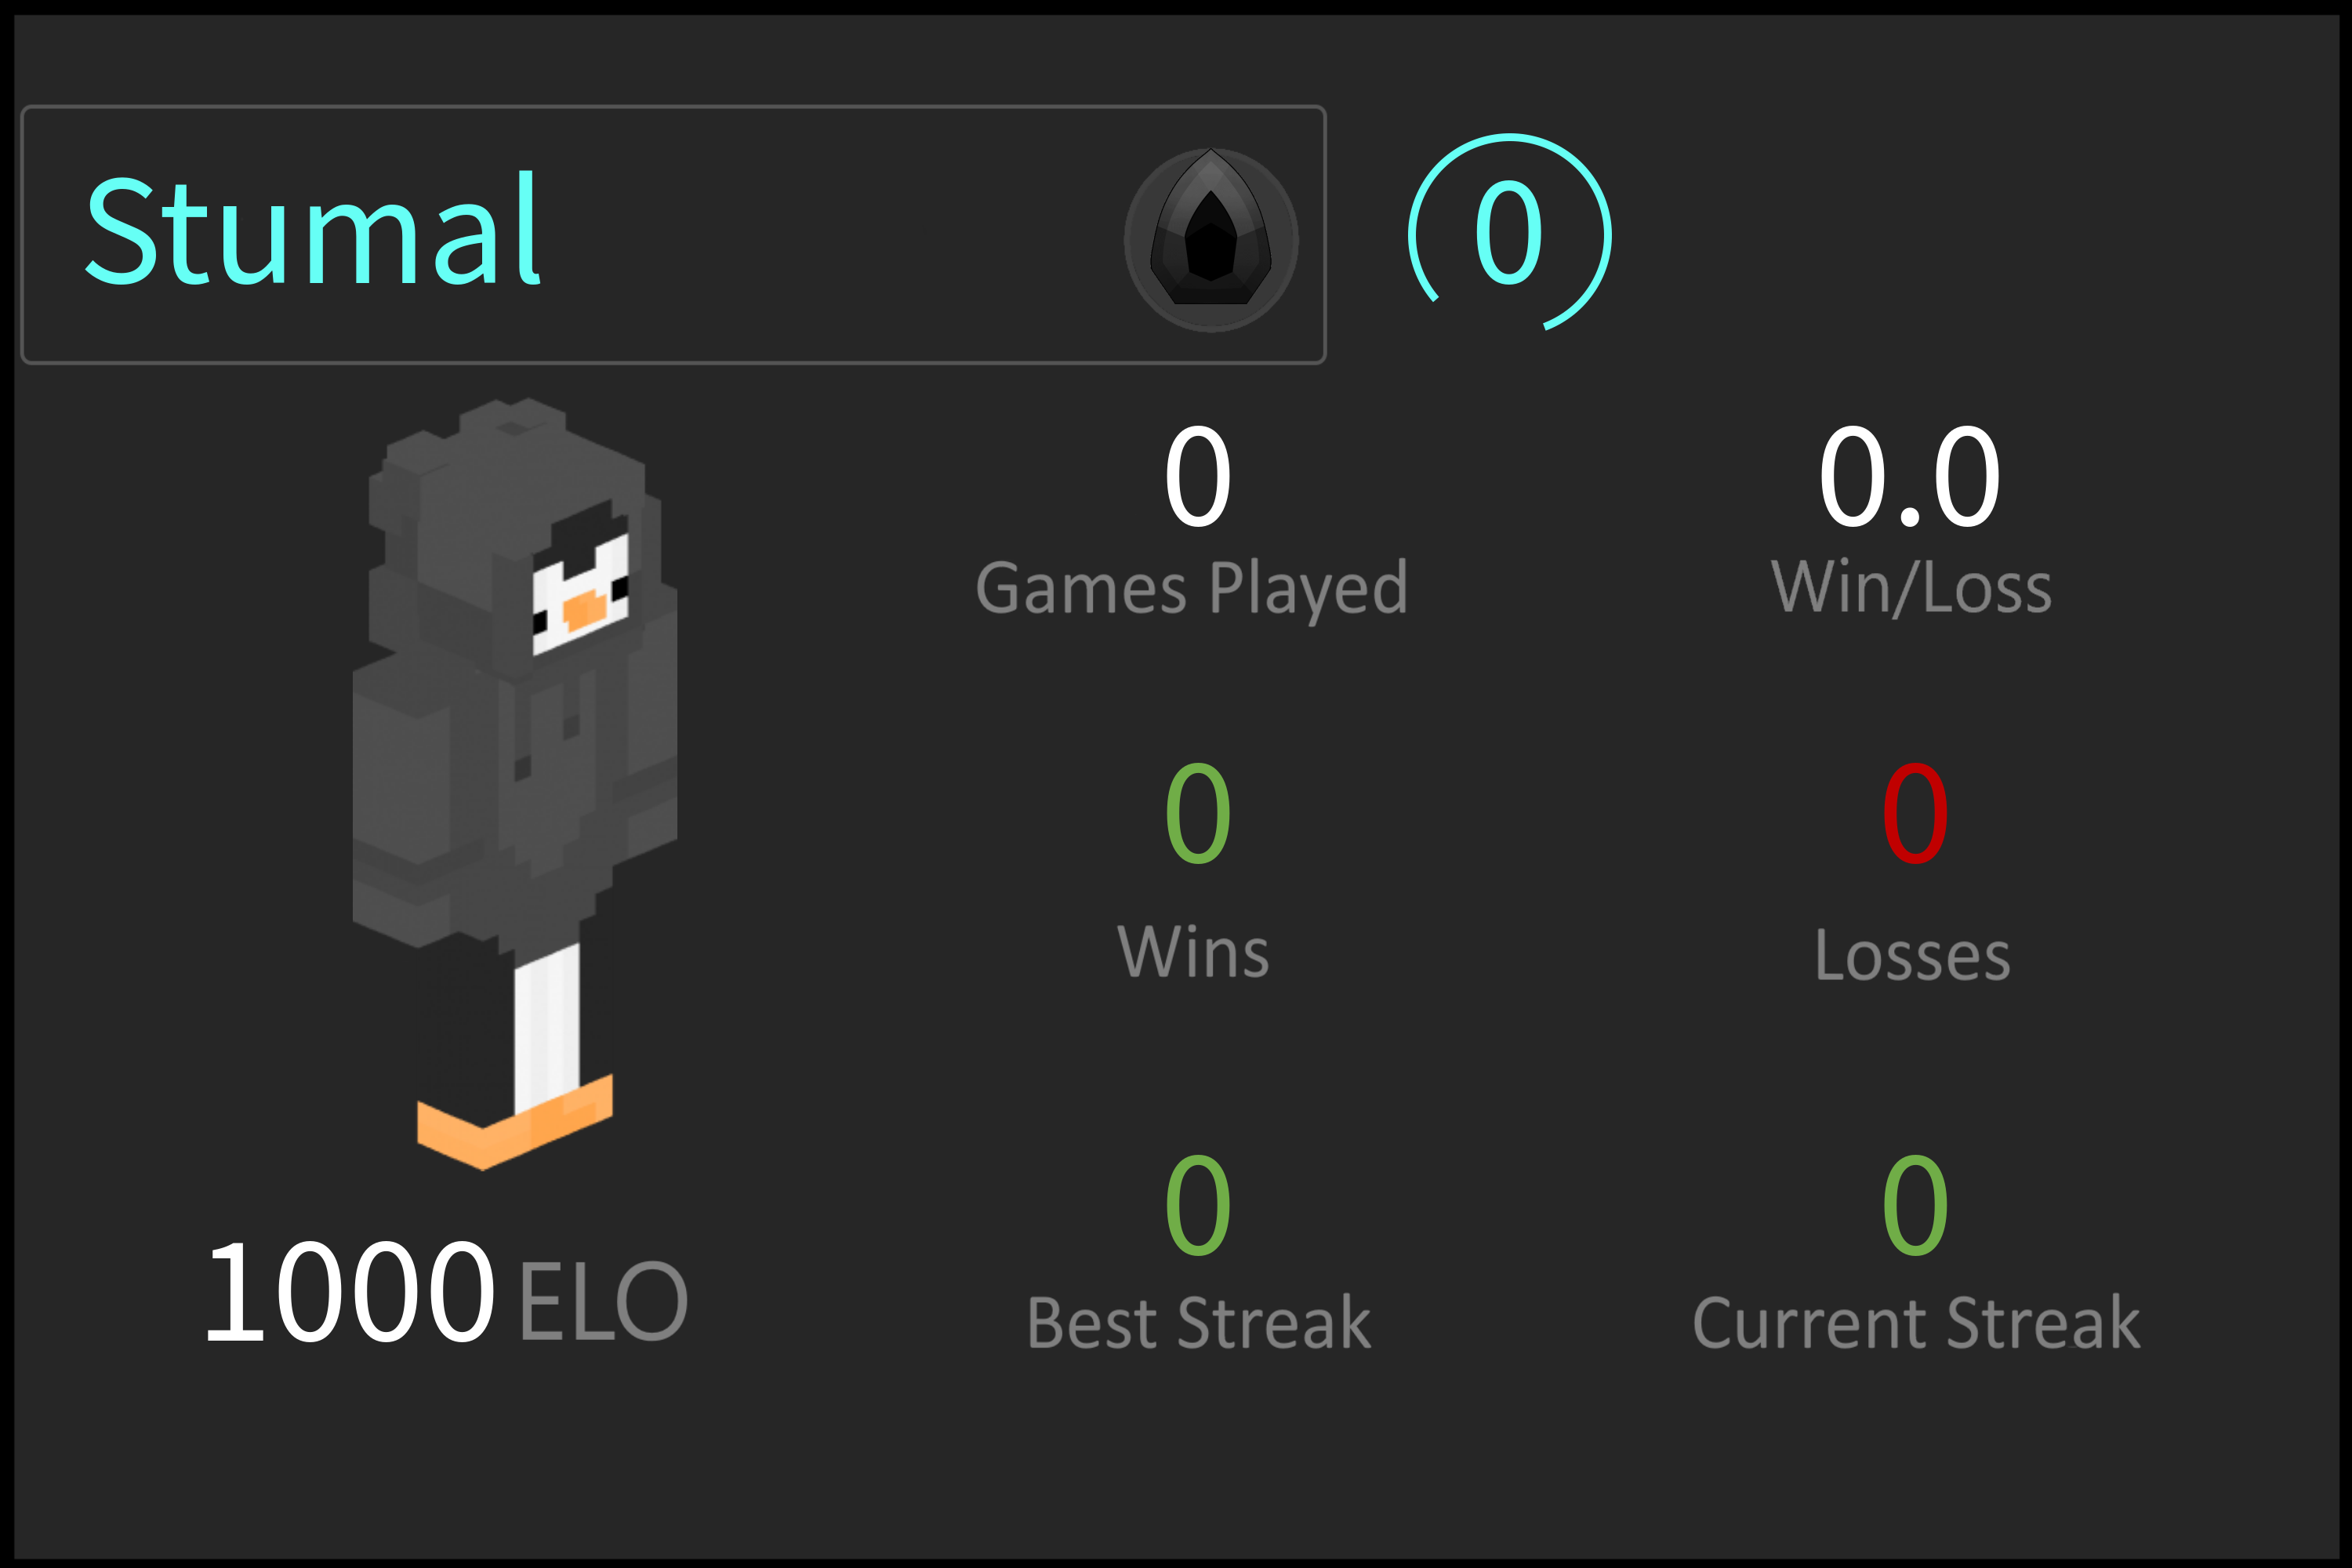 Stumal
0
0
0.0
Games Played
Win/Loss
0
0
Wins
Losses
0
0
1000 ELO
Best Streak
Current Streak